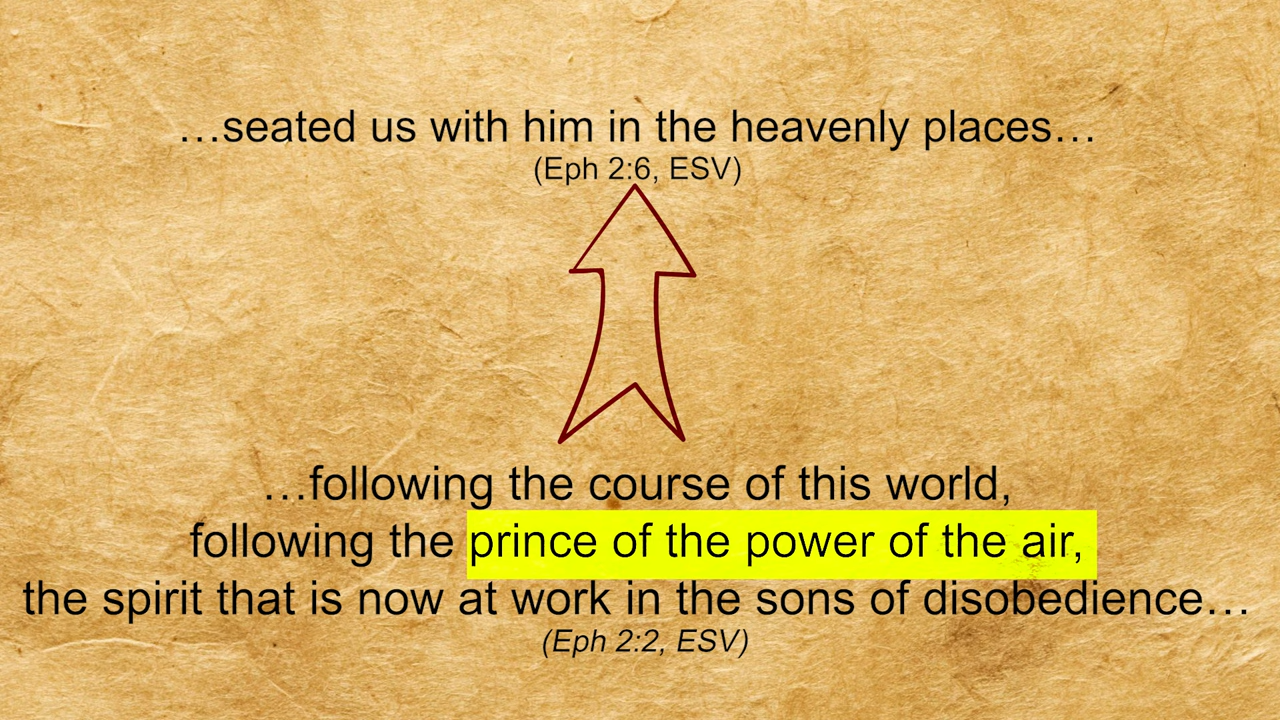 …seated us with him in the heavenly places…
(Eph 2:6, ESV)
…following the course of this world,
following the prince of the power of the air,
the spirit that is now at work in the sons of disobedience…
(Eph 2:2, ESV)